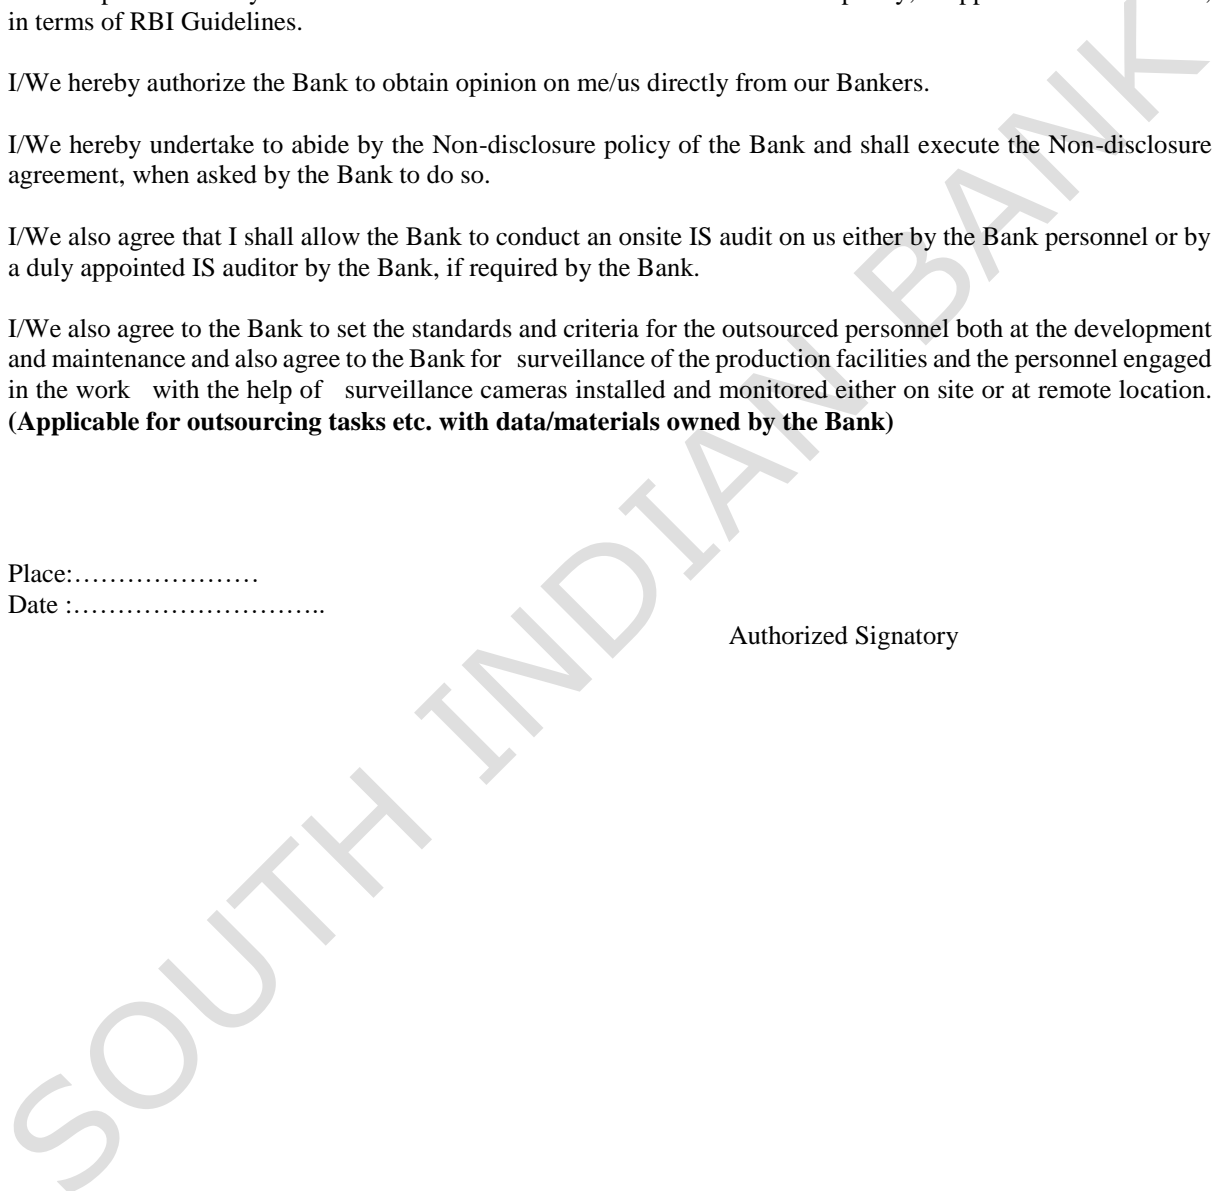 in terms of RBI Guidelines.
I/We hereby authorize the Bank to obtain opinion on me/us directly from our Bankers.
I/We hereby undertake to abide by the Non-disclosure policy of the Bank and shall execute the Non-disclosure
agreement, when asked by the Bank to do so.
I/We also agree that I shall allow the Bank to conduct an onsite IS audit on us either by the Bank personnel or by
a duly appointed IS auditor by the Bank, if required by the Bank.
I/We also agree to the Bank to set the standards and criteria for the outsourced personnel both at the development
and maintenance and also agree to the Bank for surveillance of the production facilities and the personnel engaged
in the work with the help of surveillance cameras installed and monitored either on site or at remote location.
(Applicable for outsourcing tasks etc. with data/materials owned by the Bank)
Place:…………………
Date :………………………..
Authorized Signatory
SOUTH INDIAN BANK